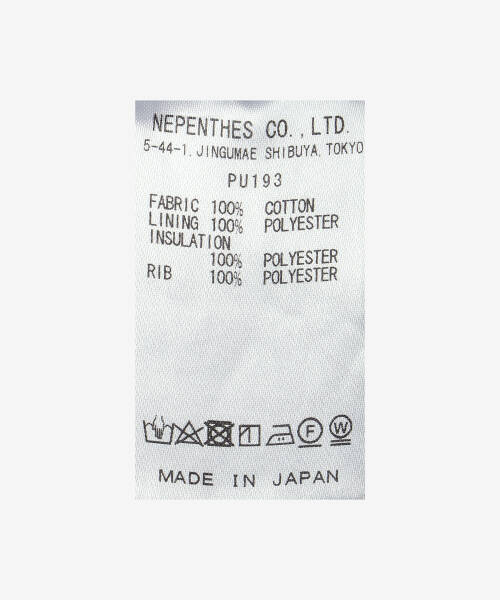 NEPENTHES CO.,LTD.
5-44-1, JINGUMAE SHIBUYA, TOKYO
PU193
FABRIC 100% COTTON
LINING 100% POLYESTER
INSULATION
100% POLYESTER
RIB 100% POLYESTER
F W
MADE IN JAPAN